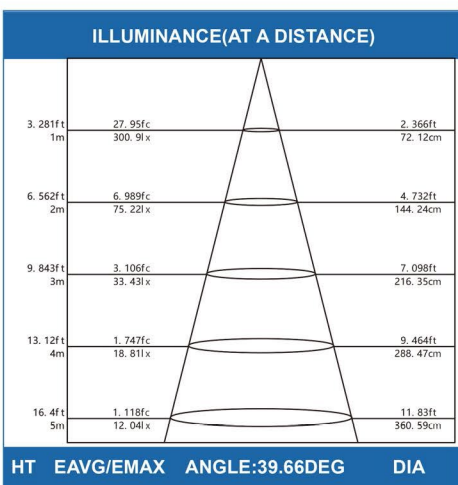 ILLUMINANCE(AT A DISTANCE)
3. 281ft 27. 95fc 2. 366ft
1m 300. 9lx 72. 12cm
6. 562ft 6. 989fc 4. 732ft
2m 75. 22lx 144. 24cm
9. 843ft 3. 106fc 7. 098ft
3m 33. 43lx 216. 35cm
13. 12ft 1. 747fc 9. 464ft
4m 18. 81lx 288. 47cm
16. 4ft 1. 118fc 11. 83ft
5m 12. 04lx 360. 59cm
HT EAVG/EMAX ANGLE:39.66DEG DIA